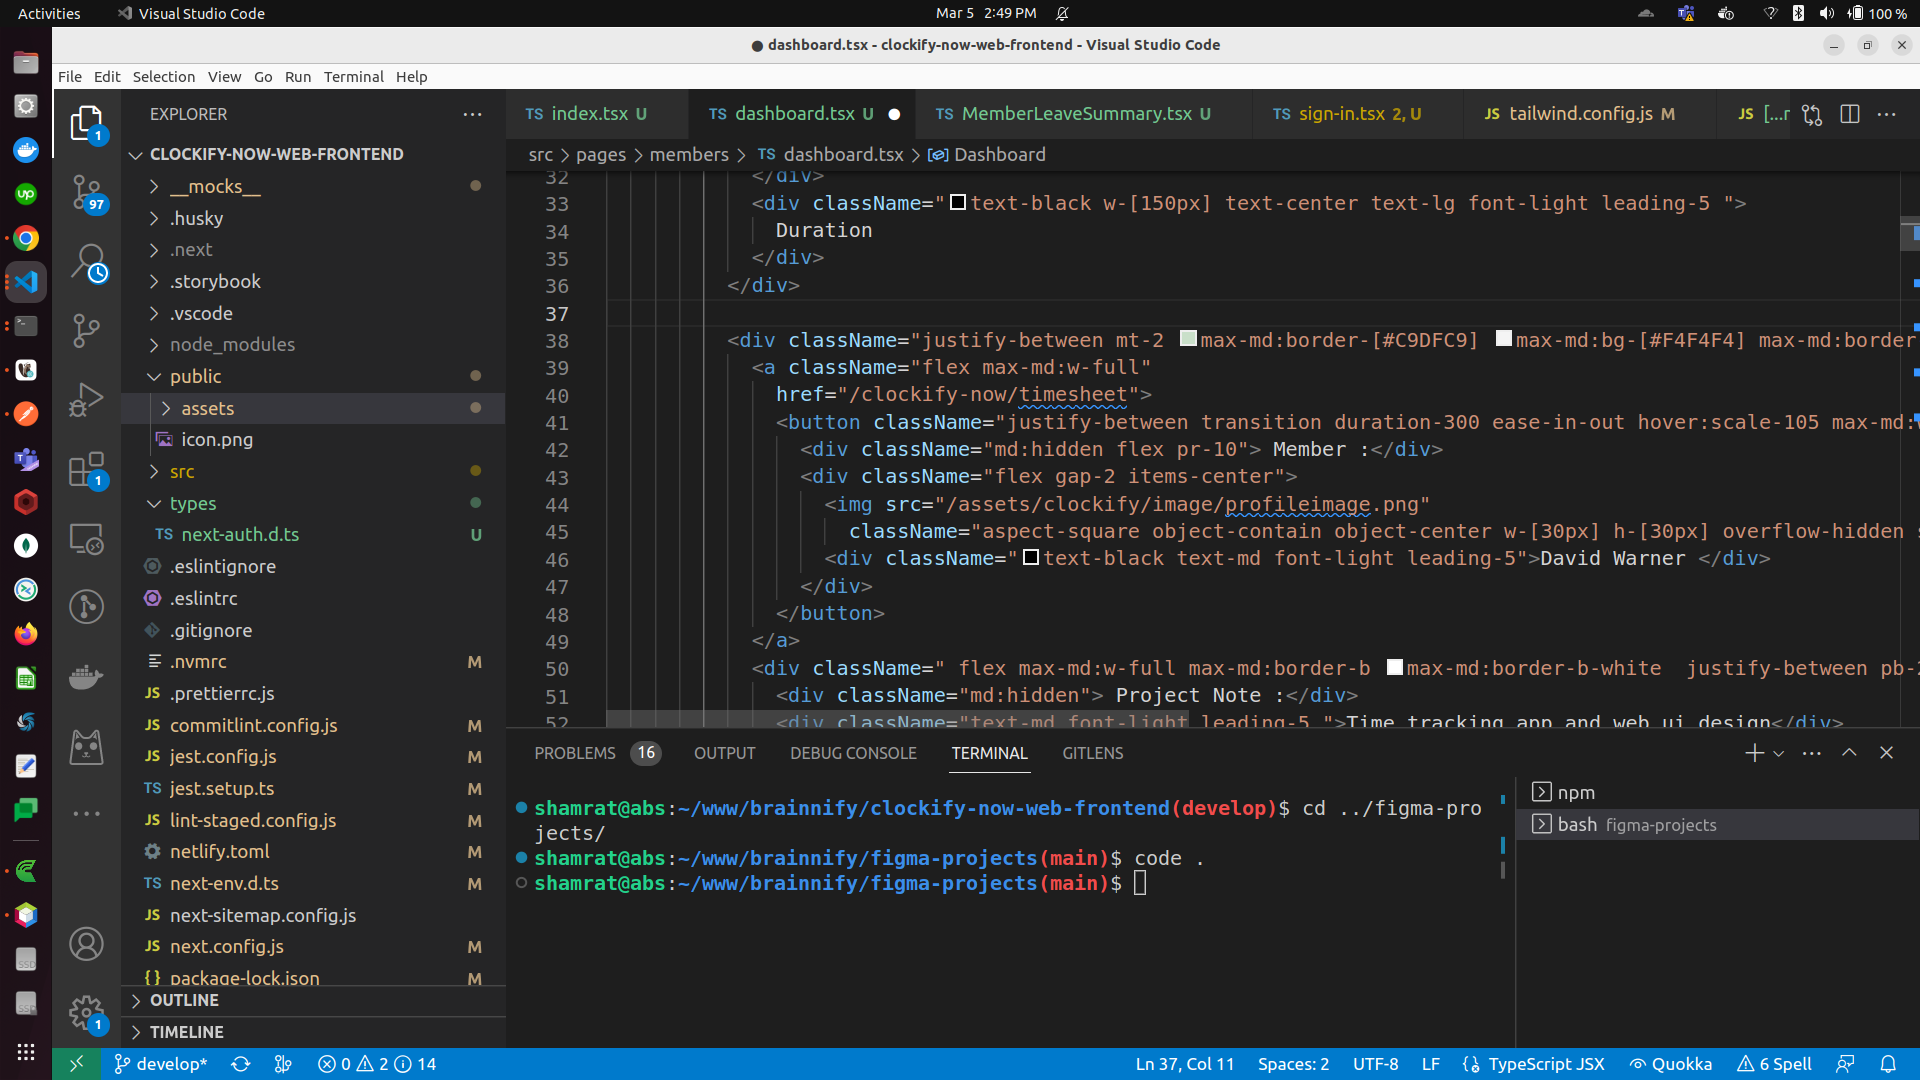 Activities
Visual Studio Code
Mar 5 2:49 PM
100 %
dashboard.tsx - clockify-now-web-frontend - Visual Studio Code
File Edit Selection View Go Run Terminal Help
EXPLORER
CLOCKIFY-NOW-WEB-FRONTEND
__mocks__
.husky
.next
.storybook
.vscode
node_modules
public
assets
icon.png
src
types
TS next-auth.d.ts U
.eslintignore
.eslintrc
.gitignore
.nvmrc M
JS .prettierrc.js
JS commitlint.config.js M
JS jest.config.js M
TS jest.setup.ts M
JS lint-staged.config.js M
netlify.toml M
TS next-env.d.ts M
JS next-sitemap.config.js
JS next.config.js M
{} package-lock.json M
OUTLINE
TIMELINE
1
97
1
1
TS index.tsx U
TS dashboard.tsx U
TS MemberLeaveSummary.tsx U
TS sign-in.tsx 2, U
JS tailwind.config.js M
JS [...n
src > pages > members > TS dashboard.tsx > Dashboard
32 </div>
33 <div className="text-black w-[150px] text-center text-lg font-light leading-5 ">
34 Duration
35 </div>
36 </div>
37
38 <div className="justify-between mt-2 max-md:border-[#C9DFC9] max-md:bg-[#F4F4F4] max-md:border
39 <a className="flex max-md:w-full"
40 href="/clockify-now/timesheet">
41 <button className="justify-between transition duration-300 ease-in-out hover:scale-105 max-md:
42 <div className="md:hidden flex pr-10"> Member :</div>
43 <div className="flex gap-2 items-center">
44 <img src="/assets/clockify/image/profileimage.png"
45 className="aspect-square object-contain object-center w-[30px] h-[30px] overflow-hidden
46 <div className="text-black text-md font-light leading-5">David Warner </div>
47 </div>
48 </button>
49 </a>
50 <div className=" flex max-md:w-full max-md:border-b max-md:border-b-white justify-between pb-
51 <div className="md:hidden"> Project Note :</div>
52 <div className="text-md font-light leading-5 ">Time tracking app and web ui design</div>
PROBLEMS 16 OUTPUT DEBUG CONSOLE TERMINAL GITLENS
shamrat@abs:~/www/brainnify/clockify-now-web-frontend(develop)$ cd ../figma-pro
jects/
shamrat@abs:~/www/brainnify/figma-projects(main)$ code .
shamrat@abs:~/www/brainnify/figma-projects(main)$
npm
bash figma-projects
develop* 0 2 14
Ln 37, Col 11 Spaces: 2 UTF-8 LF {} TypeScript JSX Quokka 6 Spell